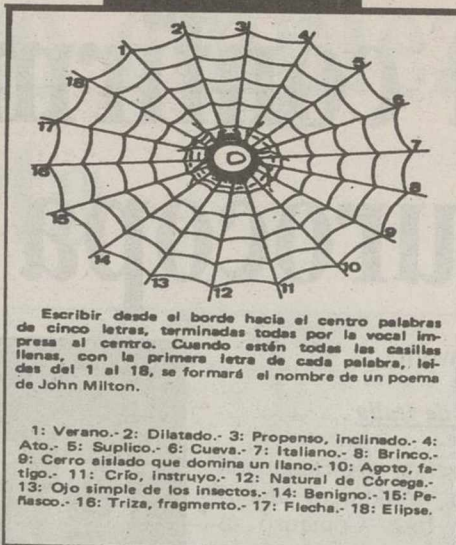 1
2
3
4
5
6
7
8
9
10
11
12
13
14
15
16
17
18
O
Escribir desde el borde hacia el centro palabras
de cinco letras, terminadas todas por la vocal im-
presa al centro. Cuando estén todas las casillas
llenas, con la primera letra de cada palabra, leí-
das del 1 al 18, se formará el nombre de un poema
de John Milton.
1: Verano.- 2: Dilatado.- 3: Propenso, inclinado.- 4:
Ato.- 5: Suplico.- 6: Cueva.- 7: Italiano.- 8: Brinco.-
9: Cerro aislado que domina un llano.- 10: Agoto, fa-
tigo.- 11: Crío, instruyo.- 12: Natural de Córcega.-
13: Ojo simple de los insectos.- 14: Benigno.- 15: Pe-
ñasco.- 16: Triza, fragmento.- 17: Flecha.- 18: Elipse.